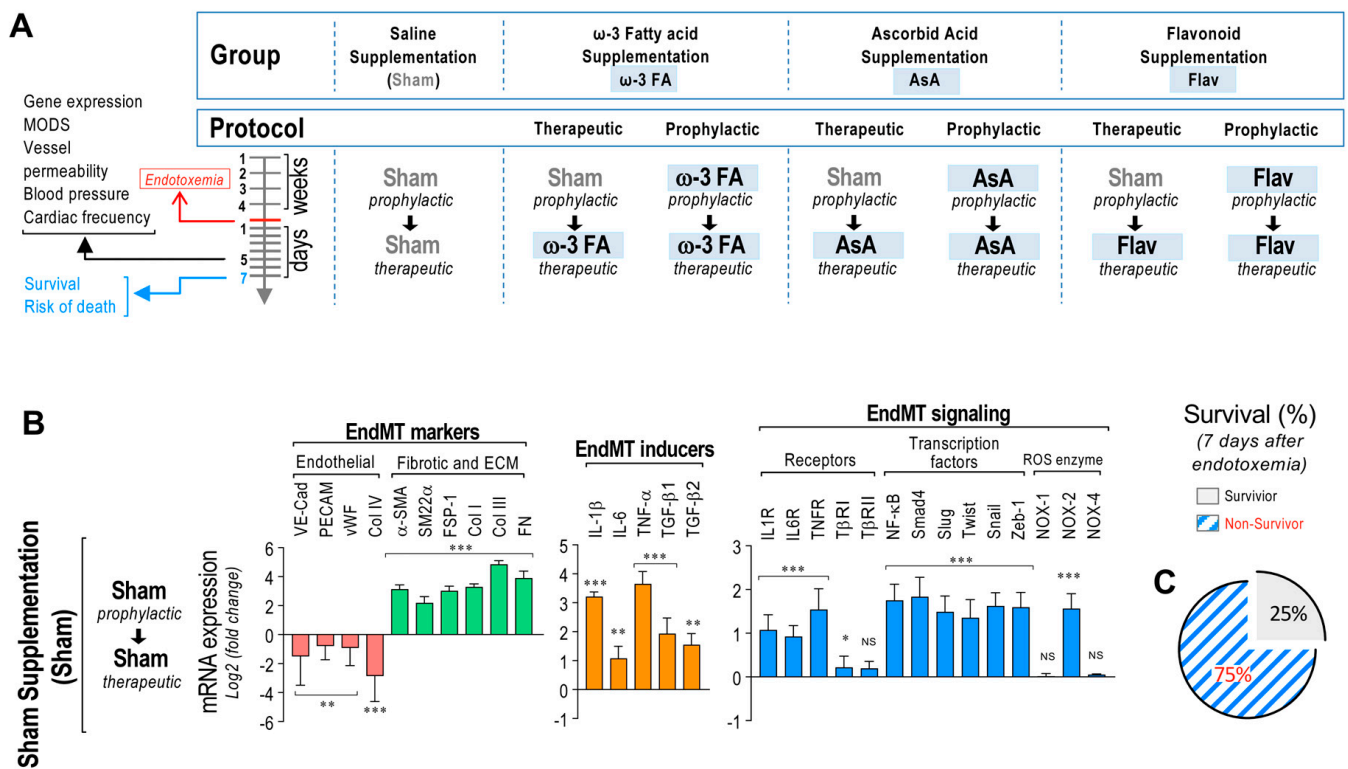 A
Group
Saline
Supplementation
(Sham)
ω-3 Fatty acid
Supplementation
ω-3 FA
Ascorbid Acid
Supplementation
AsA
Flavonoid
Supplementation
Flav
Protocol
Therapeutic
Prophylactic
Therapeutic
Prophylactic
Therapeutic
Prophylactic
Gene expression
MODS
Vessel
permeability
Blood pressure
Cardiac frecuency
Endotoxemia
Survival
Risk of death
1
2
3
4
weeks
1
5
7
days
Sham
prophylactic
Sham
therapeutic
Sham
prophylactic
ω-3 FA
therapeutic
ω-3 FA
prophylactic
ω-3 FA
therapeutic
Sham
prophylactic
AsA
therapeutic
AsA
prophylactic
AsA
therapeutic
Sham
prophylactic
Flav
therapeutic
Flav
prophylactic
Flav
therapeutic
B
Sham Supplementation
(Sham)
Sham
prophylactic
Sham
therapeutic
mRNA expression
Log2 (fold change)
EndMT markers
Endothelial
Fibrotic and ECM
VE-Cad
PECAM
vWF
Col IV
α-SMA
SM22α
FSP-1
Col I
Col III
FN
6
4
2
0
-2
-4
-6
***
**
***
EndMT inducers
IL-1β
IL-6
TNF-α
TGF-β1
TGF-β2
5
4
3
2
1
0
-1
***
**
***
**
EndMT signaling
Receptors
Transcription
factors
ROS enzyme
IL1R
IL6R
TNFR
TβRI
TβRII
NF-κB
Smad4
Slug
Twist
Snail
Zeb-1
NOX-1
NOX-2
NOX-4
3
2
1
0
-1
***
*
NS
***
NS
***
NS
Survival (%)
(7 days after
endotoxemia)
Survivior
Non-Survivor
C
25%
75%